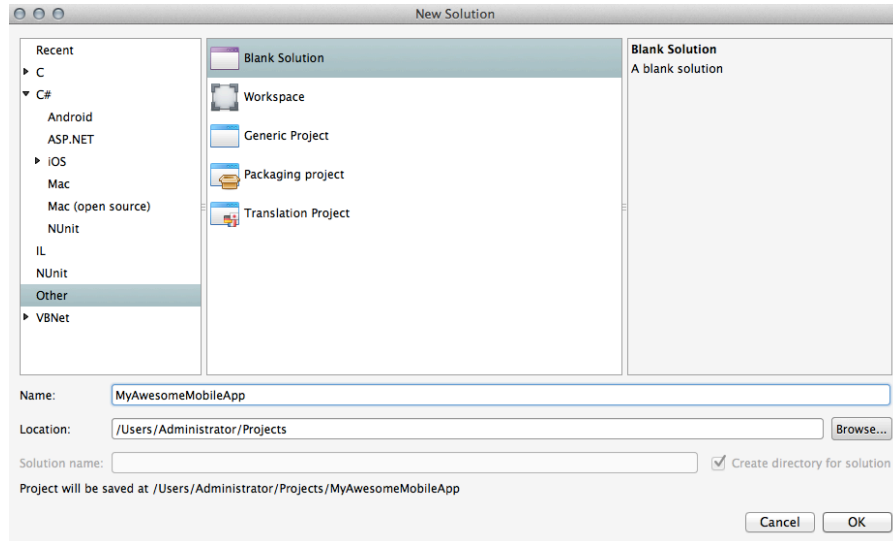 New Solution
Recent
C
C#
Android
ASP.NET
iOS
Mac
Mac (open source)
NUnit
IL
NUnit
Other
VBNet
Blank Solution
Workspace
Generic Project
Packaging project
Translation Project
Blank Solution
A blank solution
Name: MyAwesomeMobileApp
Location: /Users/Administrator/Projects Browse...
Solution name: Create directory for solution
Project will be saved at /Users/Administrator/Projects/MyAwesomeMobileApp
Cancel OK